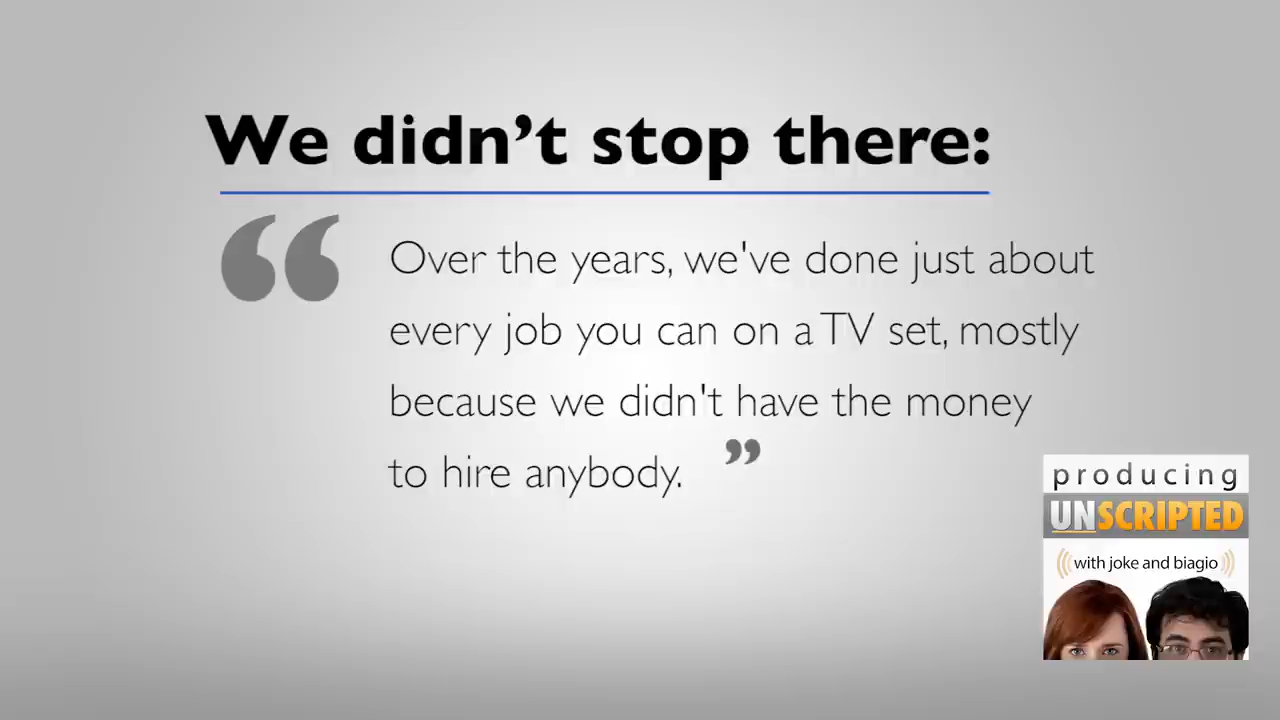 We didn’t stop there:
“ Over the years, we've done just about
every job you can on a TV set, mostly
because we didn't have the money
to hire anybody. ”
producing
UNSCRIPTED
with joke and biagio